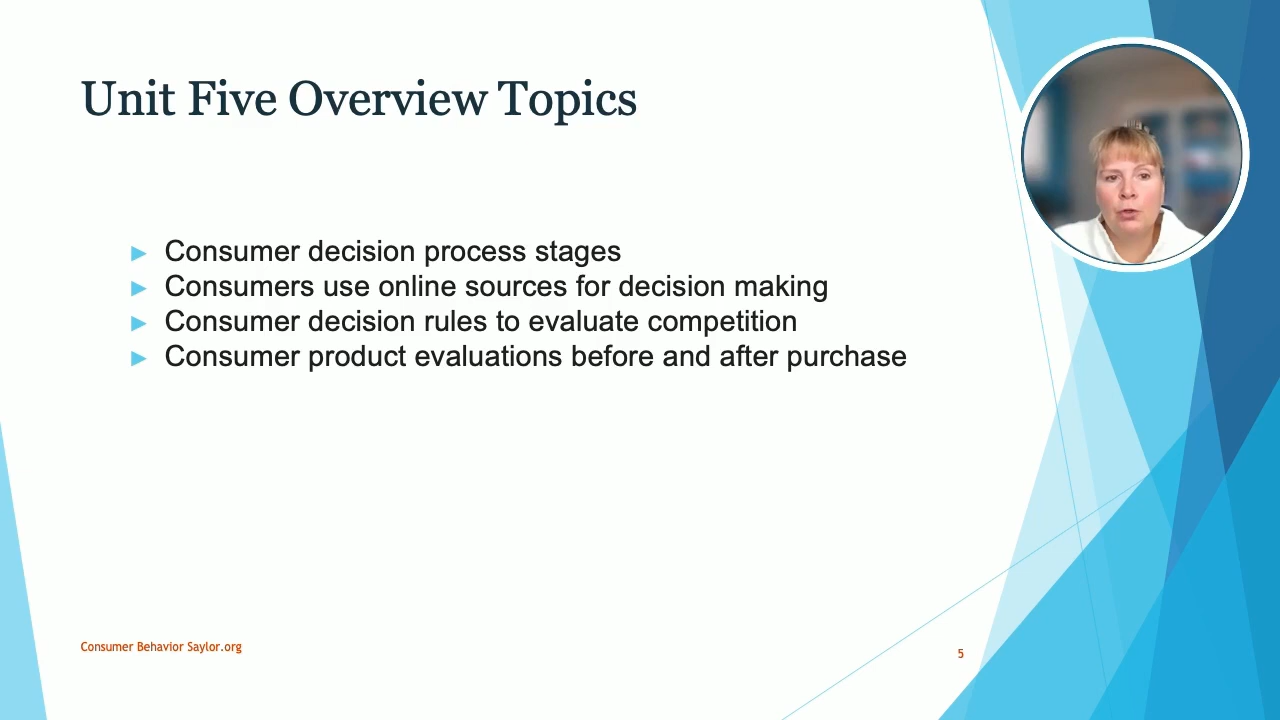 Unit Five Overview Topics
Consumer decision process stages
Consumers use online sources for decision making
Consumer decision rules to evaluate competition
Consumer product evaluations before and after purchase
Consumer Behavior Saylor.org
5